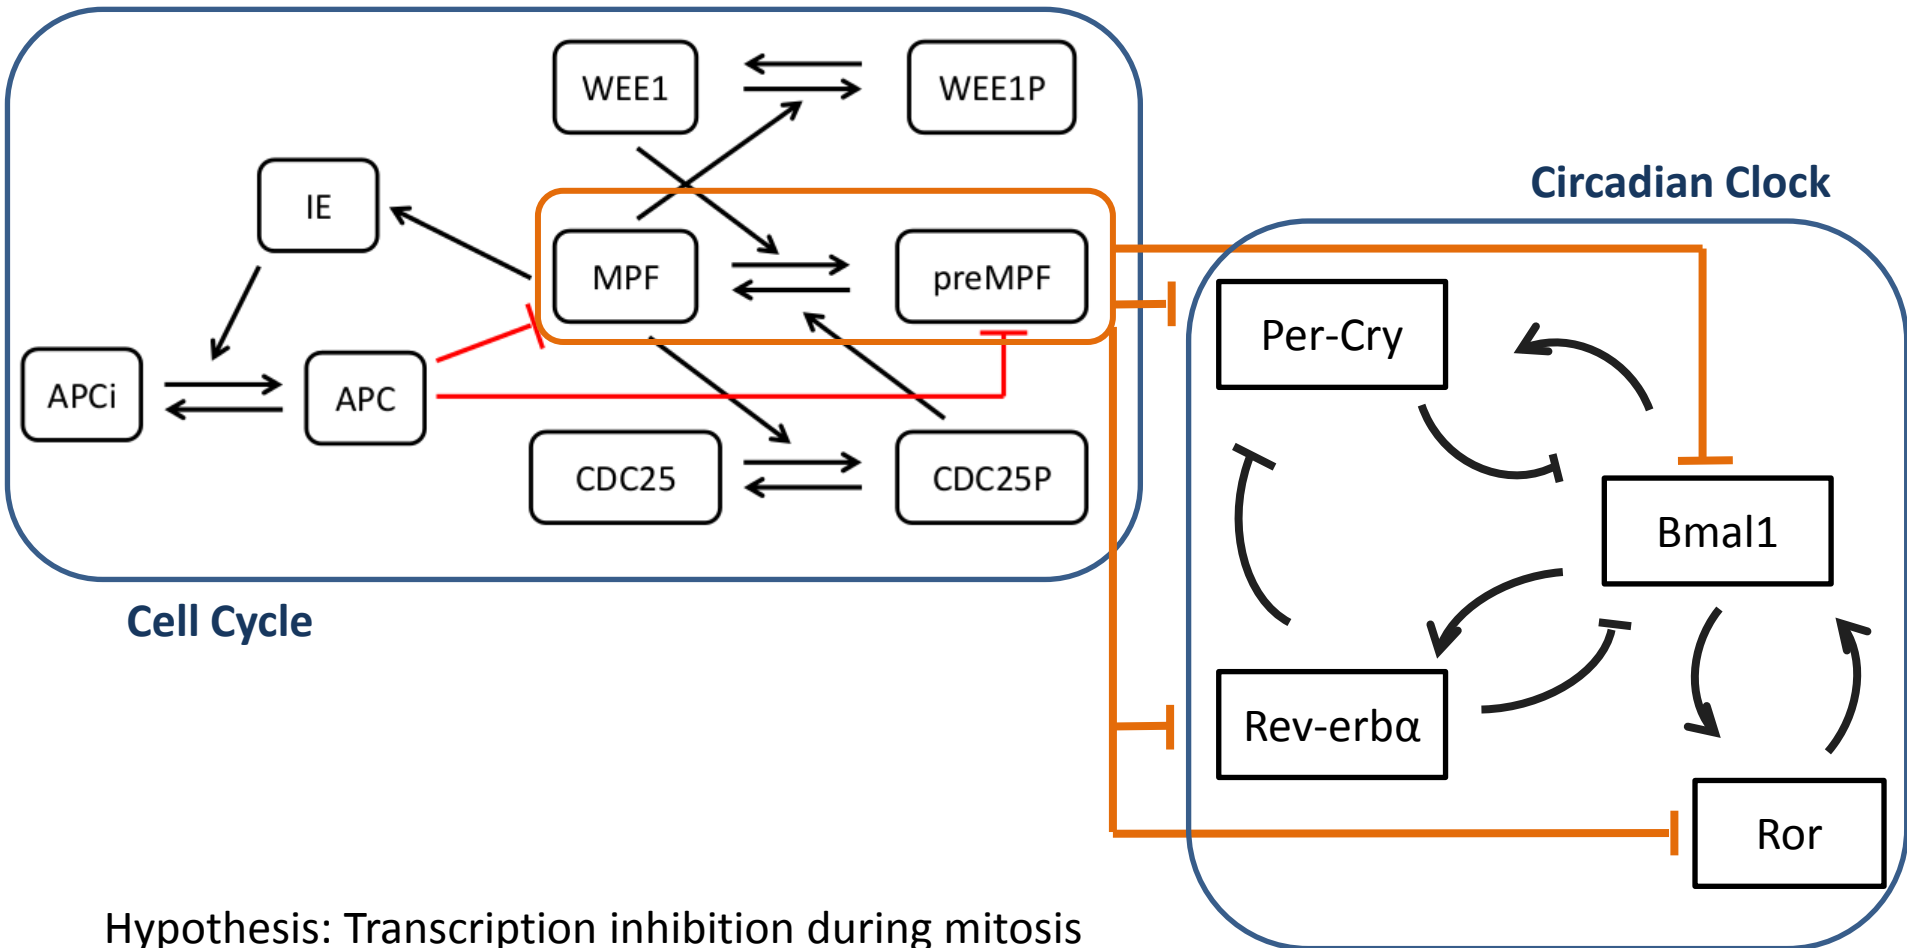 WEE1
WEE1P
IE
MPF
preMPF
APCi
APC
CDC25
CDC25P
Cell Cycle
Circadian Clock
Per-Cry
Bmal1
Rev-erbα
Ror
Hypothesis: Transcription inhibition during mitosis